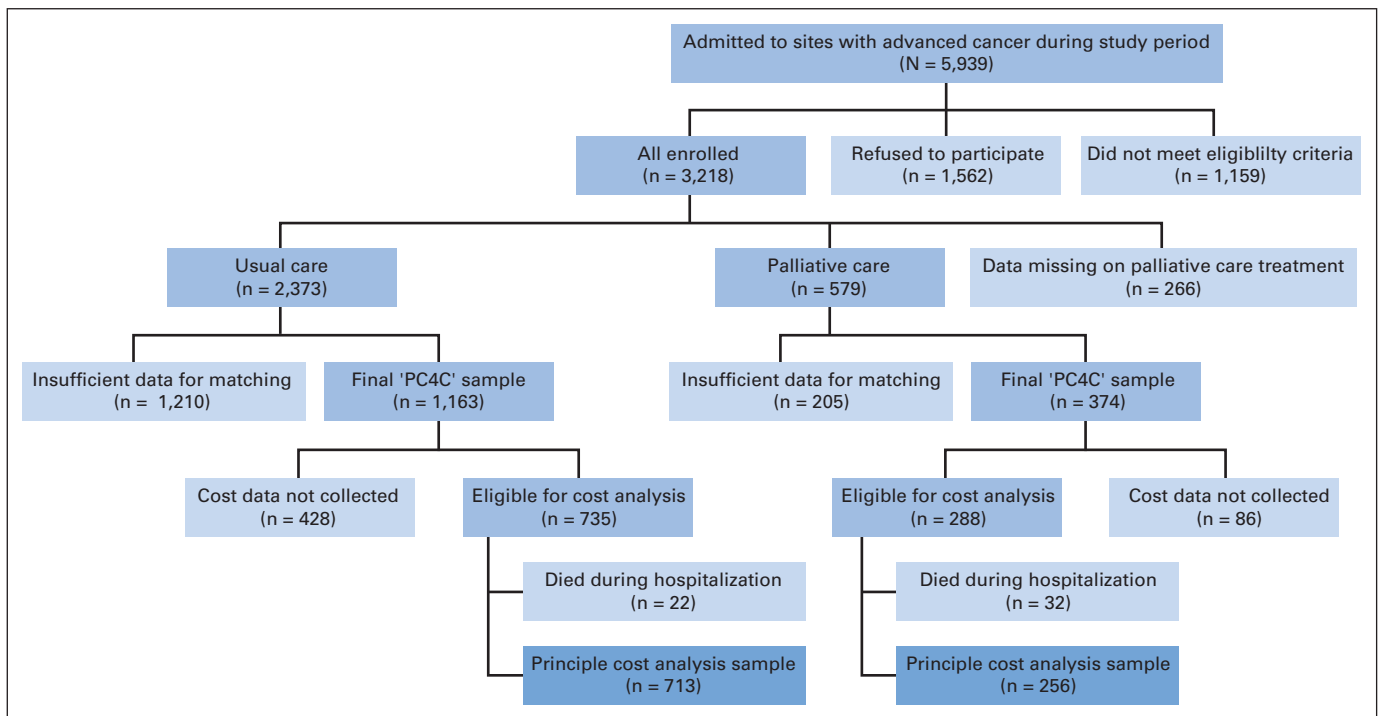 Admitted to sites with advanced cancer during study period
(N = 5,939)
All enrolled
(n = 3,218)
Refused to participate
(n = 1,562)
Did not meet eligiblilty criteria
(n = 1,159)
Usual care
(n = 2,373)
Palliative care
(n = 579)
Data missing on palliative care treatment
(n = 266)
Insufficient data for matching
(n = 1,210)
Final 'PC4C' sample
(n = 1,163)
Insufficient data for matching
(n = 205)
Final 'PC4C' sample
(n = 374)
Cost data not collected
(n = 428)
Eligible for cost analysis
(n = 735)
Eligible for cost analysis
(n = 288)
Cost data not collected
(n = 86)
Died during hospitalization
(n = 22)
Died during hospitalization
(n = 32)
Principle cost analysis sample
(n = 713)
Principle cost analysis sample
(n = 256)